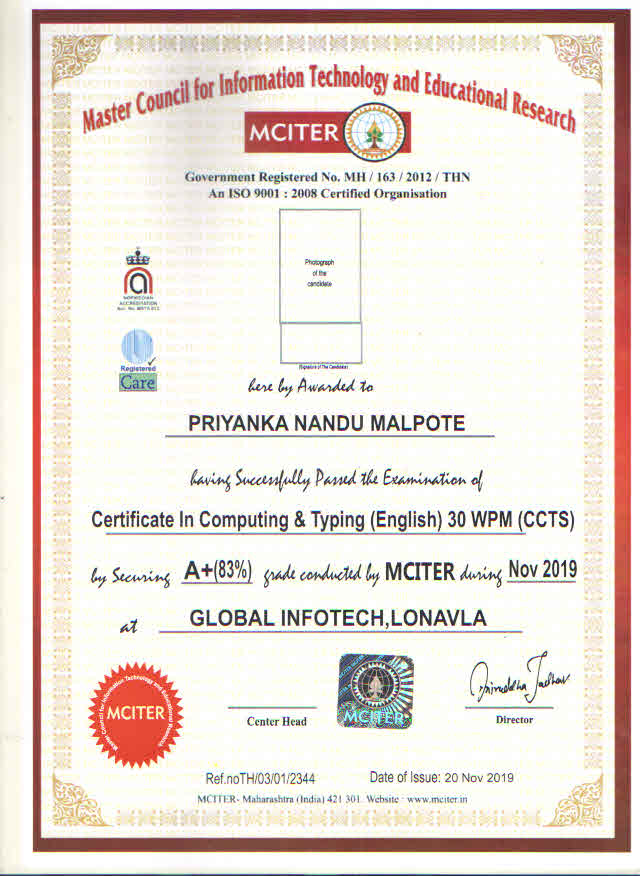 Master Council for Information Technology and Educational Research
MCITER
Government Registered No. MH / 163 / 2012 / THN
An ISO 9001 : 2008 Certified Organisation
Photograph
of the
candidate
(Signature of The Candidate)
NORWEDIAN
ACCREDITATION
Registered
Care
here by Awarded to
PRIYANKA NANDU MALPOTE
having Successfully Passed the Examination of
Certificate In Computing & Typing (English) 30 WPM (CCTS)
by Securing A+(83%) grade conducted by MCITER during Nov 2019
at GLOBAL INFOTECH,LONAVLA
Master Council for Information Technology and Educational Research
MCITER
MCITER
Aniruddha Jadhav
Center Head
Director
Ref.noTH/03/01/2344
Date of Issue: 20 Nov 2019
MCITER- Maharashtra (India) 421 301. Website : www.mciter.in